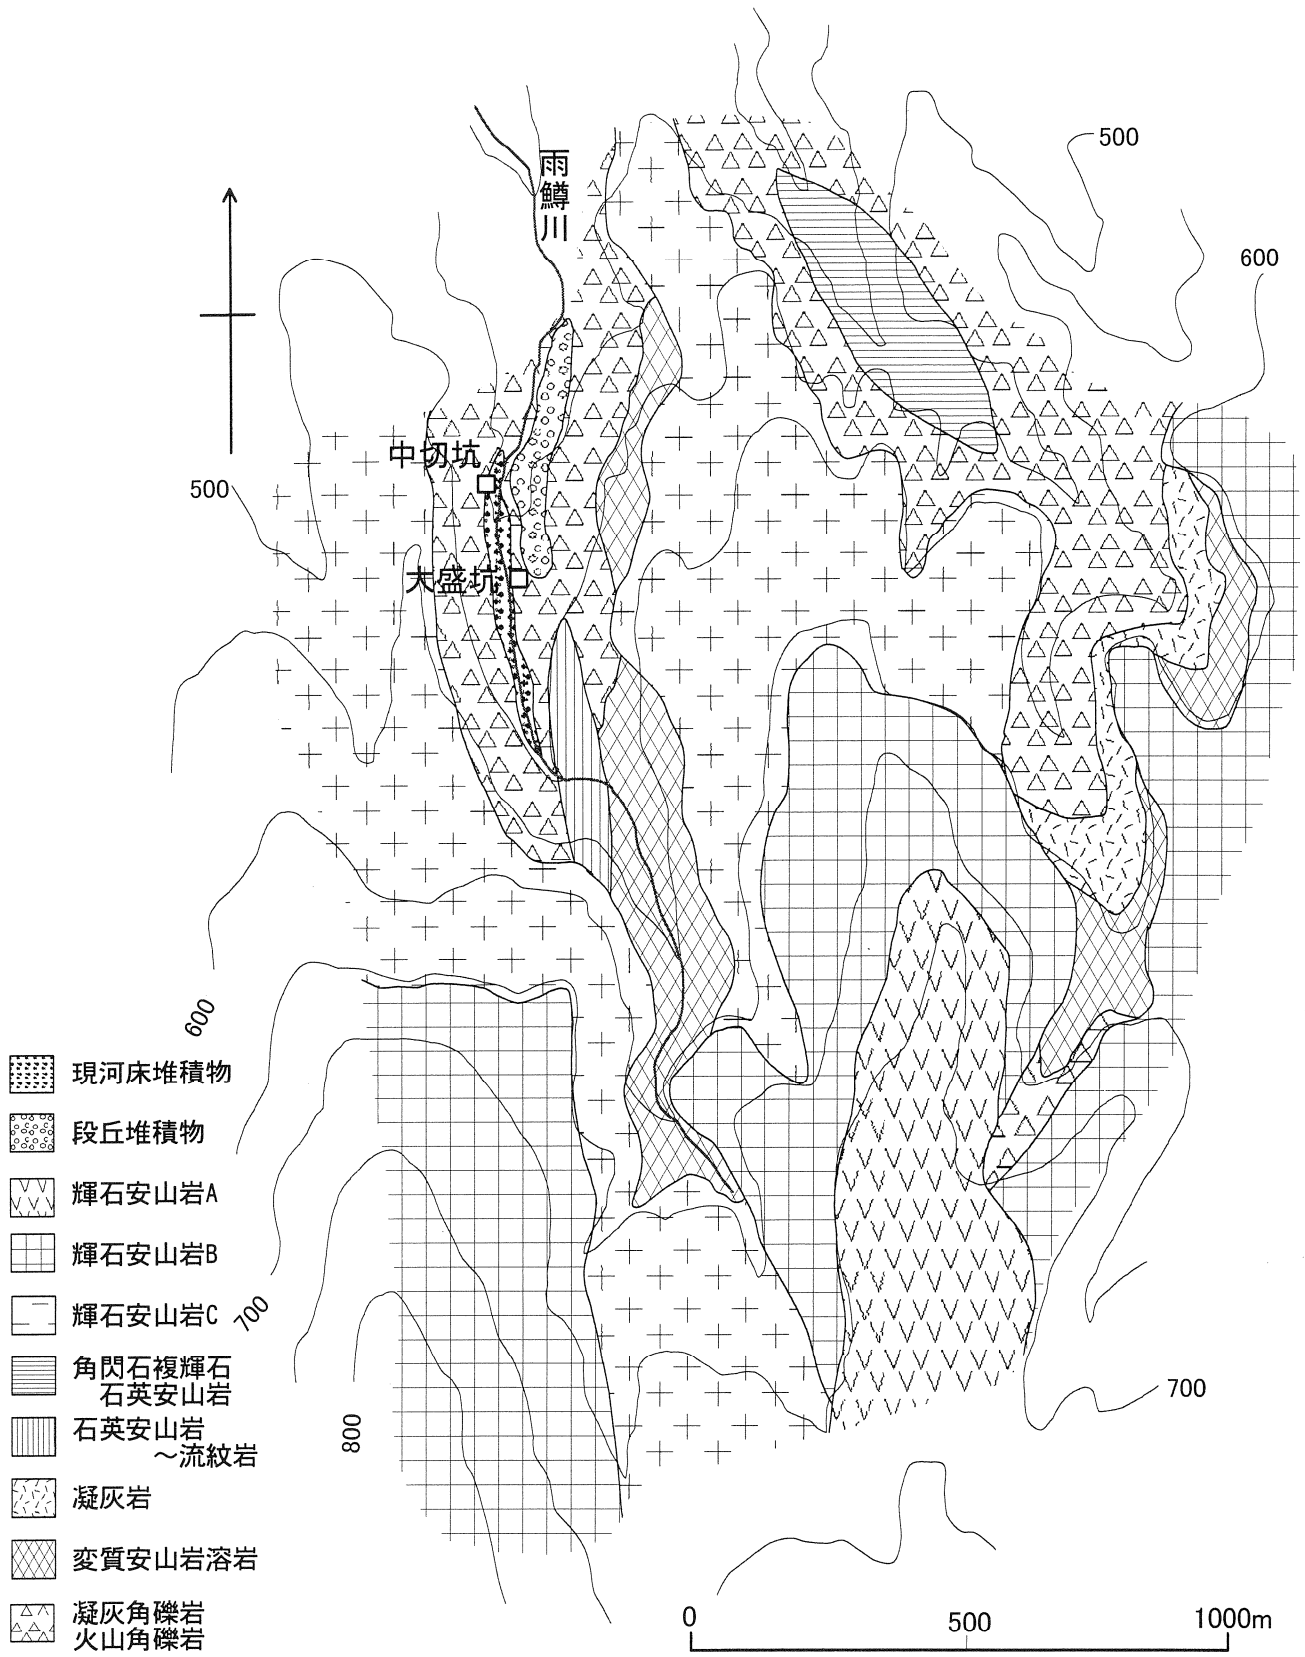 500
雨鱒川
600
中切坑
500
大盛坑
600
現河床堆積物
段丘堆積物
輝石安山岩A
輝石安山岩B
輝石安山岩C
700
角閃石複輝石
石英安山岩
700
石英安山岩
～流紋岩
800
凝灰岩
変質安山岩溶岩
凝灰角礫岩
火山角礫岩
0
500
1000m